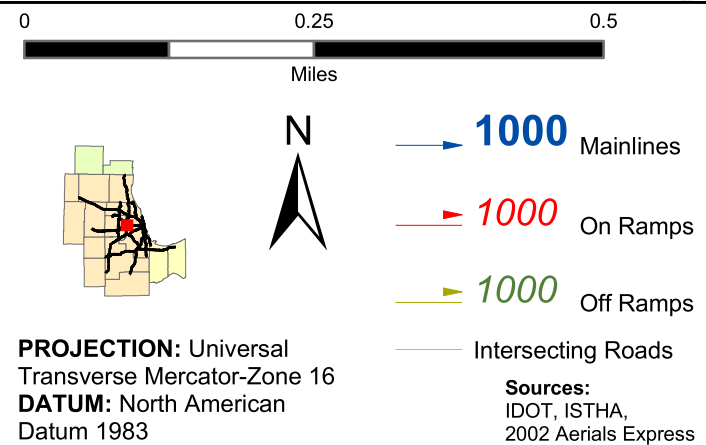 0 0.25 0.5
Miles
N
1000 Mainlines
1000 On Ramps
1000 Off Ramps
Intersecting Roads
PROJECTION: Universal
Transverse Mercator-Zone 16
DATUM: North American
Datum 1983
Sources:
IDOT, ISTHA,
2002 Aerials Express